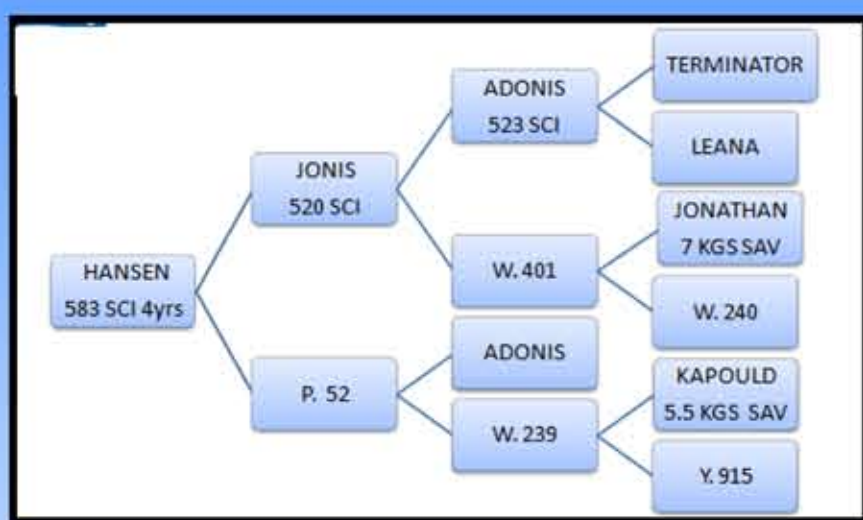 TERMINATOR
ADONIS
523 SCI
LEANA
JONIS
520 SCI
JONATHAN
7 KGS SAV
W. 401
W. 240
HANSEN
583 SCI 4yrs
ADONIS
P. 52
KAPOULD
5.5 KGS SAV
W. 239
Y. 915